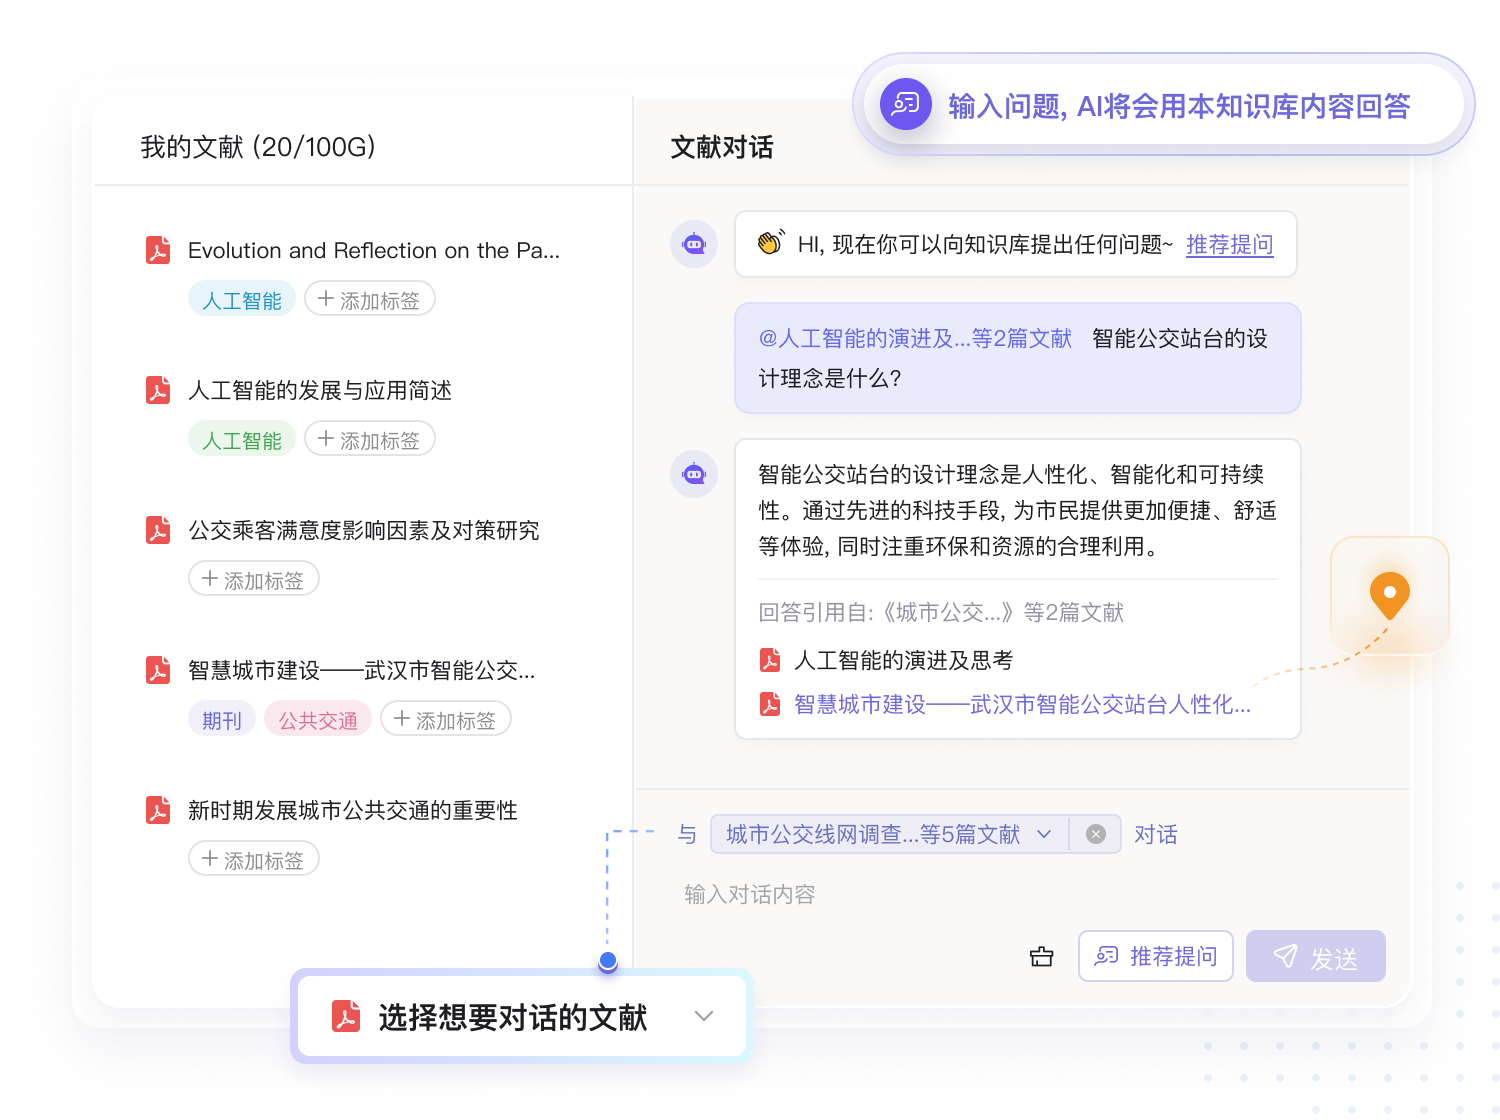 输入问题, AI将会用本知识库内容回答
我的文献 (20/100G)
Evolution and Reflection on the Pa...
人工智能 + 添加标签
人工智能的发展与应用简述
人工智能 + 添加标签
公交乘客满意度影响因素及对策研究
+ 添加标签
智慧城市建设——武汉市智能公交...
期刊 公共交通 + 添加标签
新时期发展城市公共交通的重要性
+ 添加标签
文献对话
HI, 现在你可以向知识库提出任何问题~ 推荐提问
@人工智能的演进及...等2篇文献 智能公交站台的设
计理念是什么?
智能公交站台的设计理念是人性化、智能化和可持续
性。通过先进的科技手段, 为市民提供更加便捷、舒适
等体验, 同时注重环保和资源的合理利用。
回答引用自:《城市公交...》等2篇文献
人工智能的演进及思考
智慧城市建设——武汉市智能公交站台人性化...
与 城市公交线网调查...等5篇文献 对话
输入对话内容
推荐提问 发送
选择想要对话的文献